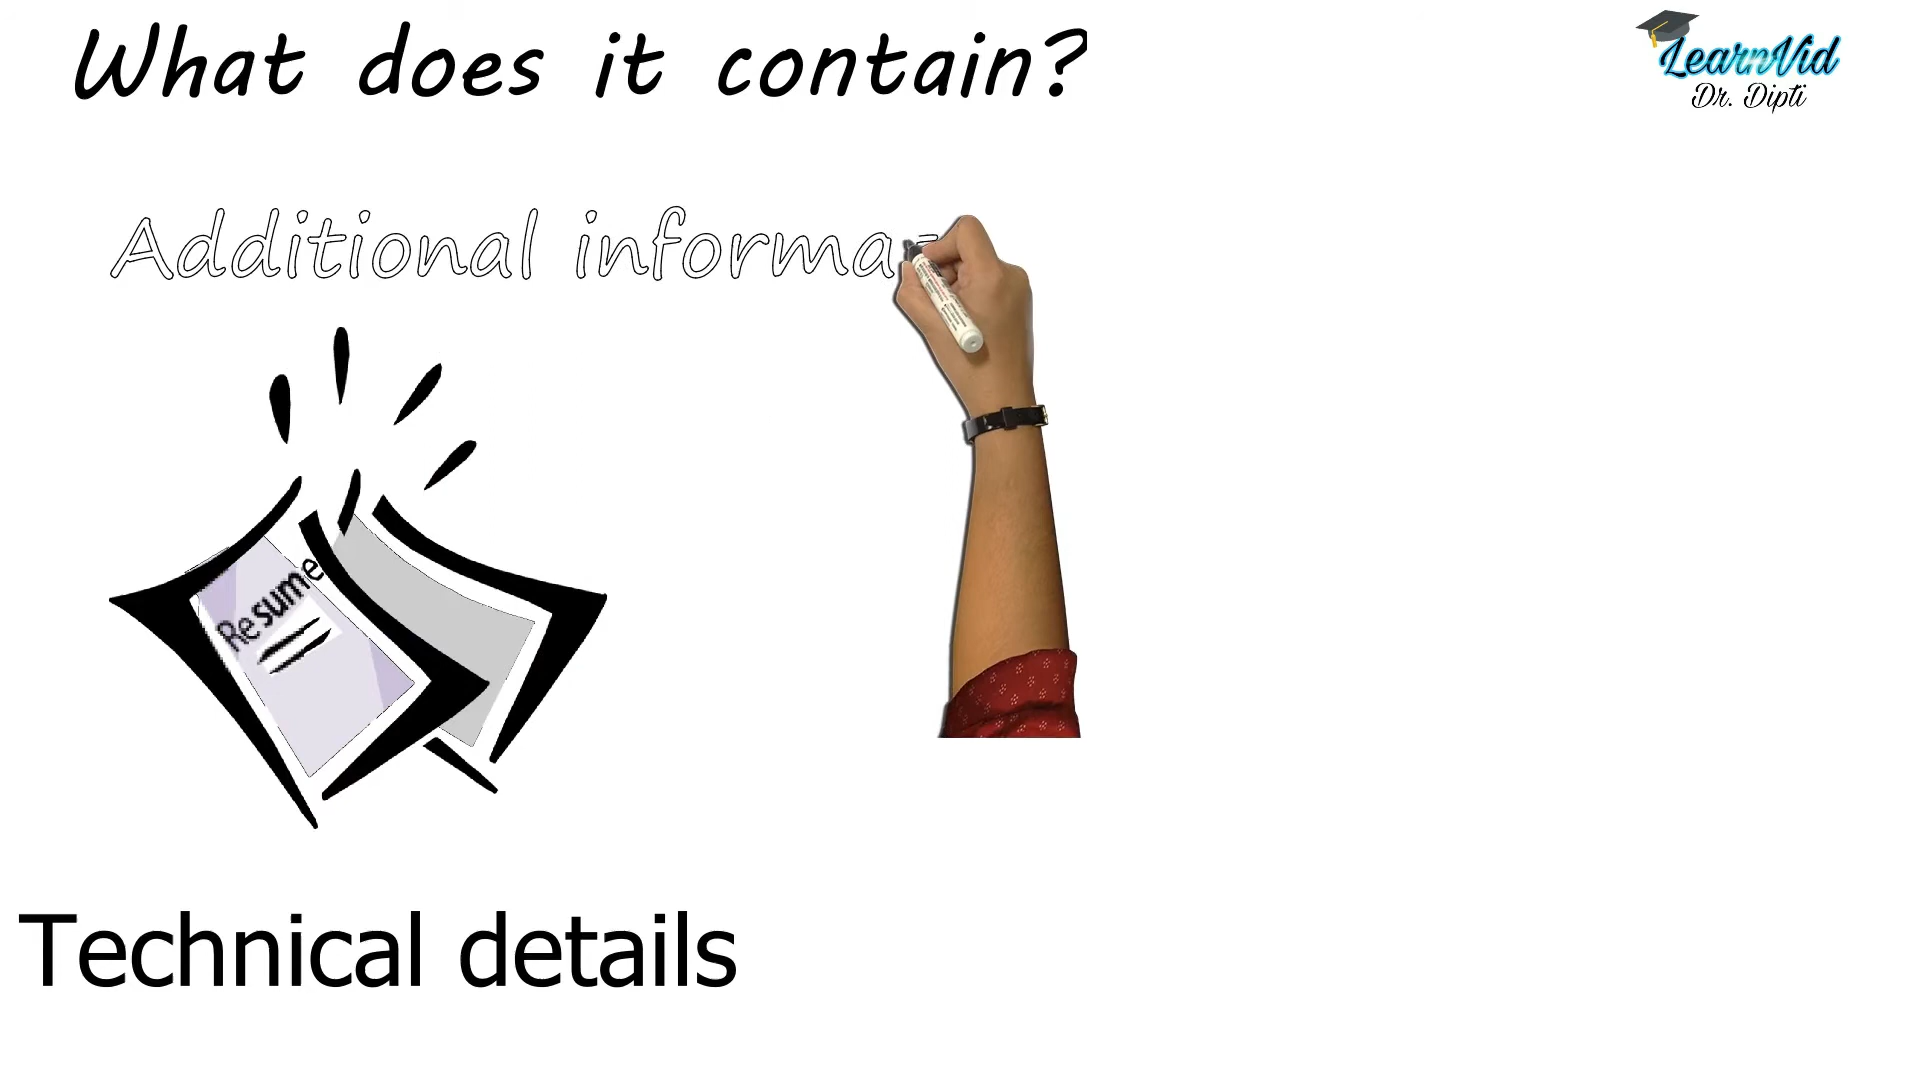 What does it contain?
LearnVid
Dr. Dipti
Additional informa
Resume
Technical details